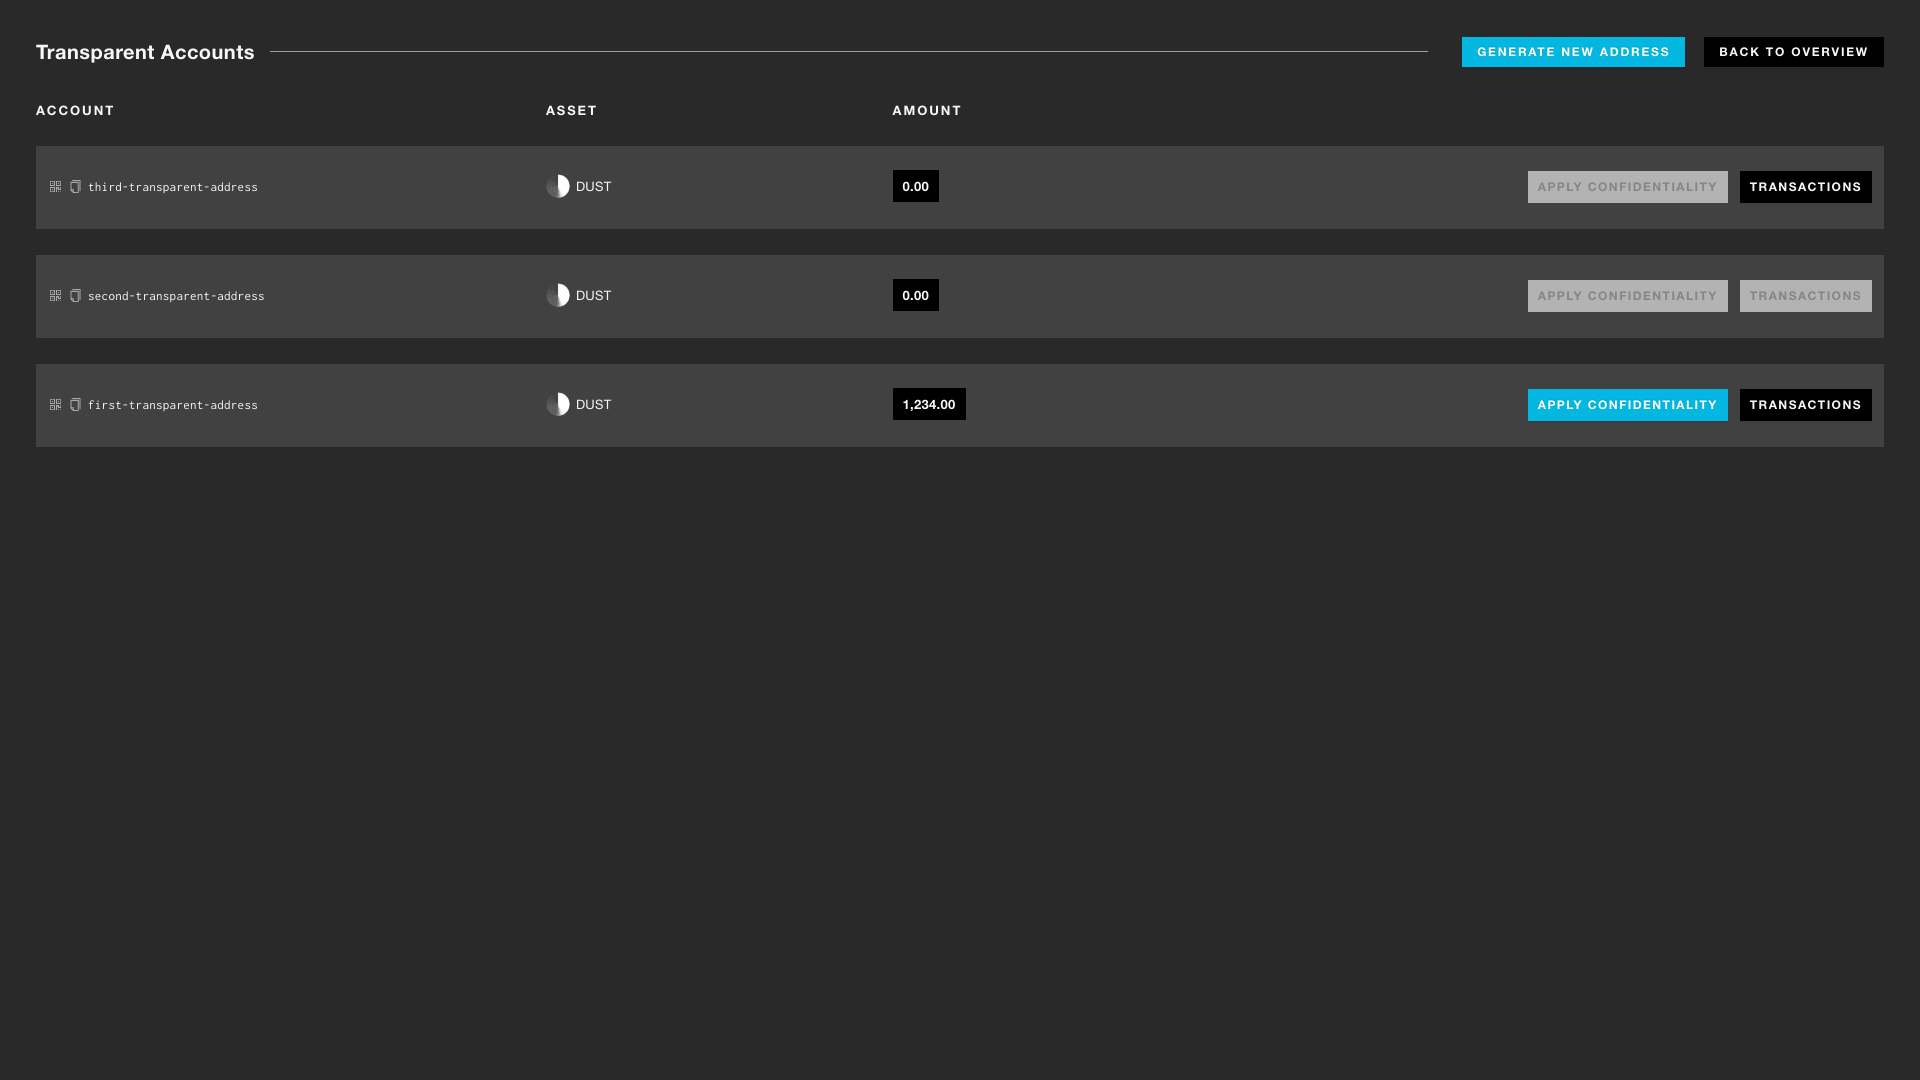 Transparent Accounts
GENERATE NEW ADDRESS
BACK TO OVERVIEW
ACCOUNT ASSET AMOUNT
third-transparent-address DUST 0.00 APPLY CONFIDENTIALITY TRANSACTIONS
second-transparent-address DUST 0.00 APPLY CONFIDENTIALITY TRANSACTIONS
first-transparent-address DUST 1,234.00 APPLY CONFIDENTIALITY TRANSACTIONS